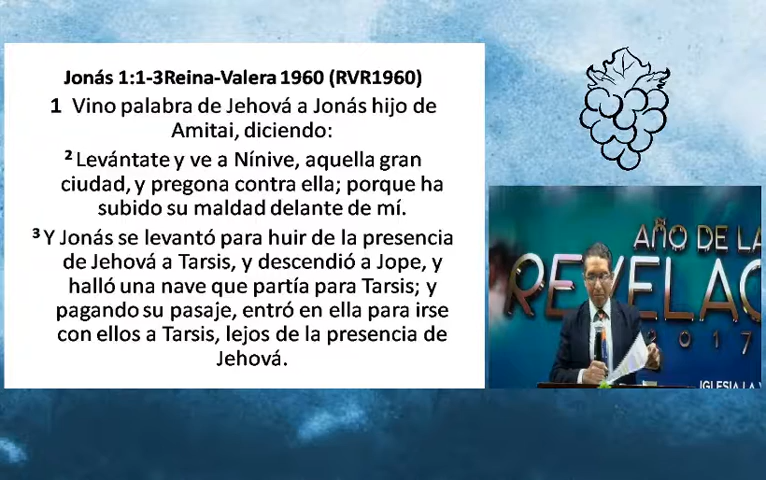 Jonás 1:1-3Reina-Valera 1960 (RVR1960)
1 Vino palabra de Jehová a Jonás hijo de
Amitai, diciendo:
2 Levántate y ve a Nínive, aquella gran
ciudad, y pregona contra ella; porque ha
subido su maldad delante de mí.
3 Y Jonás se levantó para huir de la presencia
de Jehová a Tarsis, y descendió a Jope, y
halló una nave que partía para Tarsis; y
pagando su pasaje, entró en ella para irse
con ellos a Tarsis, lejos de la presencia de
Jehová.
AÑO DE LA
REVELAC
2017
IGLESIA LA